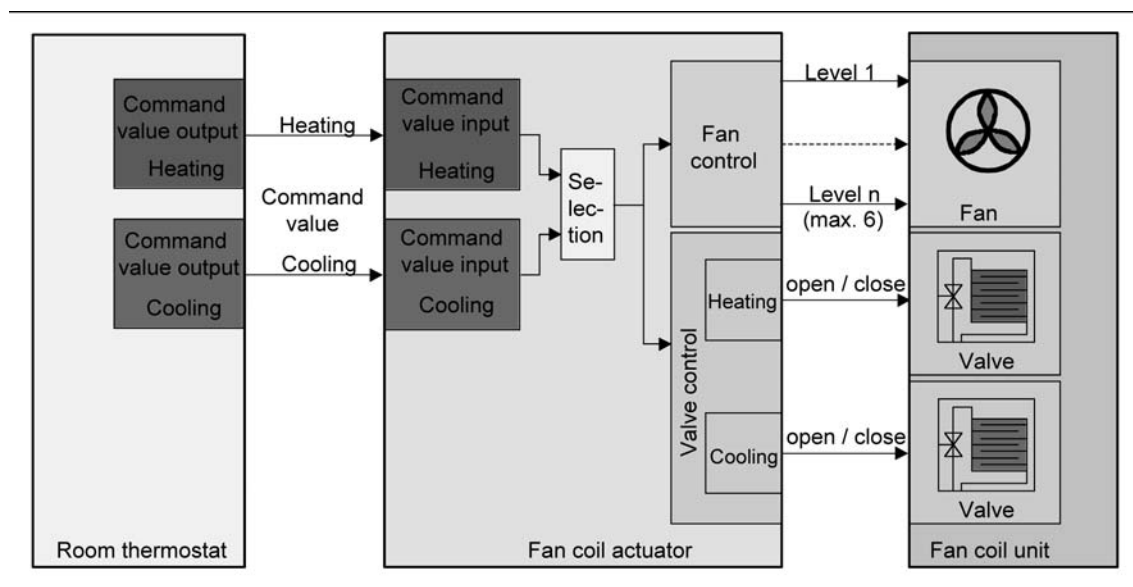 Command
value output
Heating
Command
value output
Cooling
Room thermostat
Heating
Command
value
Cooling
Command
value input
Heating
Command
value input
Cooling
Se-
lec-
tion
Fan
control
Valve control
Heating
Cooling
Fan coil actuator
Level 1
Level n
(max. 6)
open / close
open / close
Fan
Valve
Valve
Fan coil unit